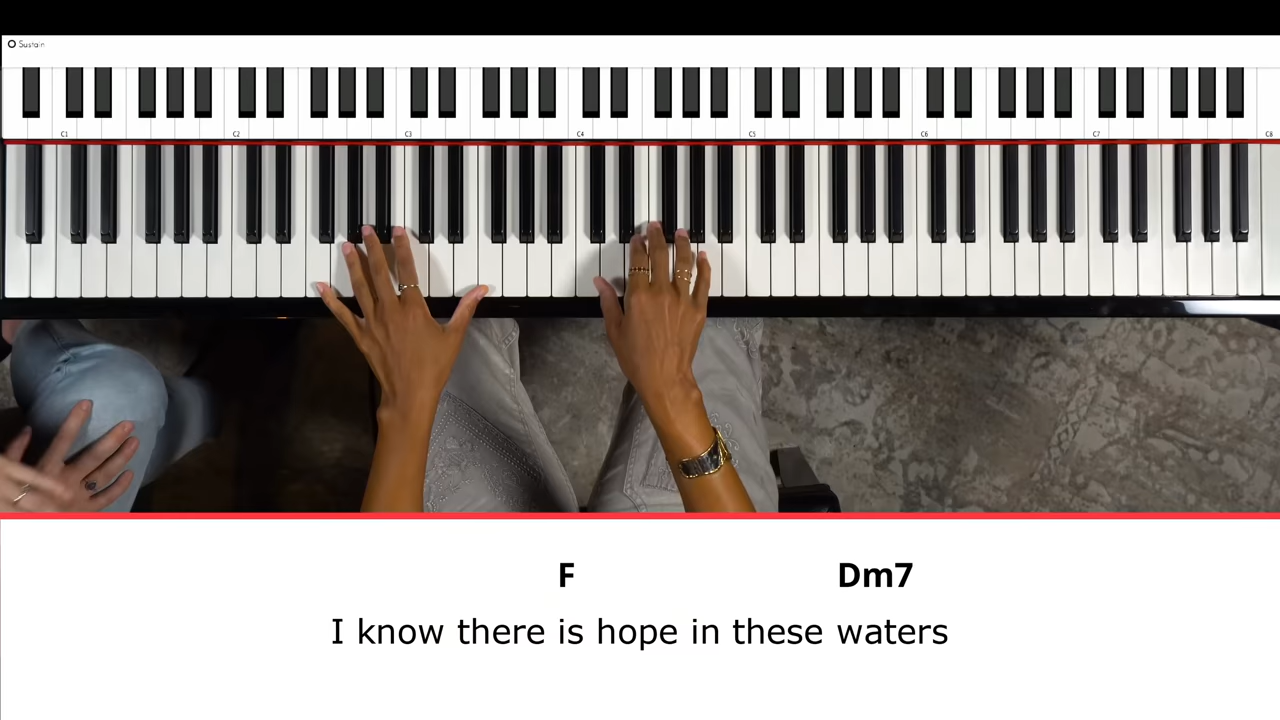 Sustain
C1 C2 C3 C4 C5 C6 C7 C8
F Dm7
I know there is hope in these waters